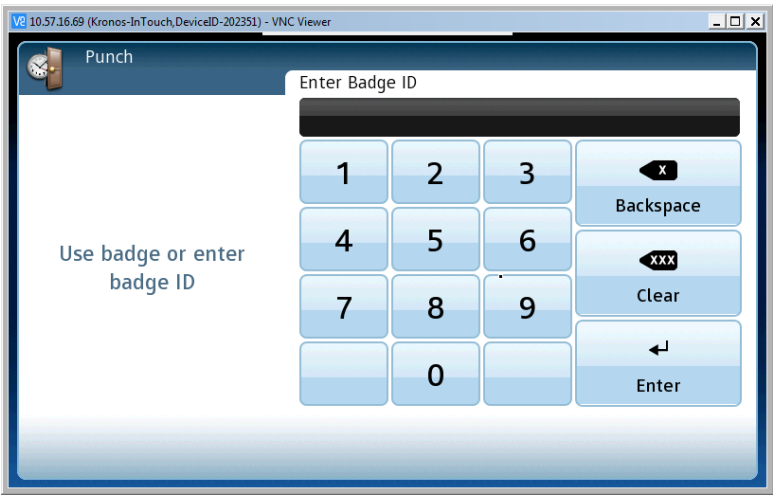 V2 10.57.16.69 (Kronos-InTouch,DeviceID-202351) - VNC Viewer
Punch
Enter Badge ID
1 2 3
X
Backspace
4 5 6
Use badge or enter
badge ID
XXX
Clear
7 8 9
0
Enter